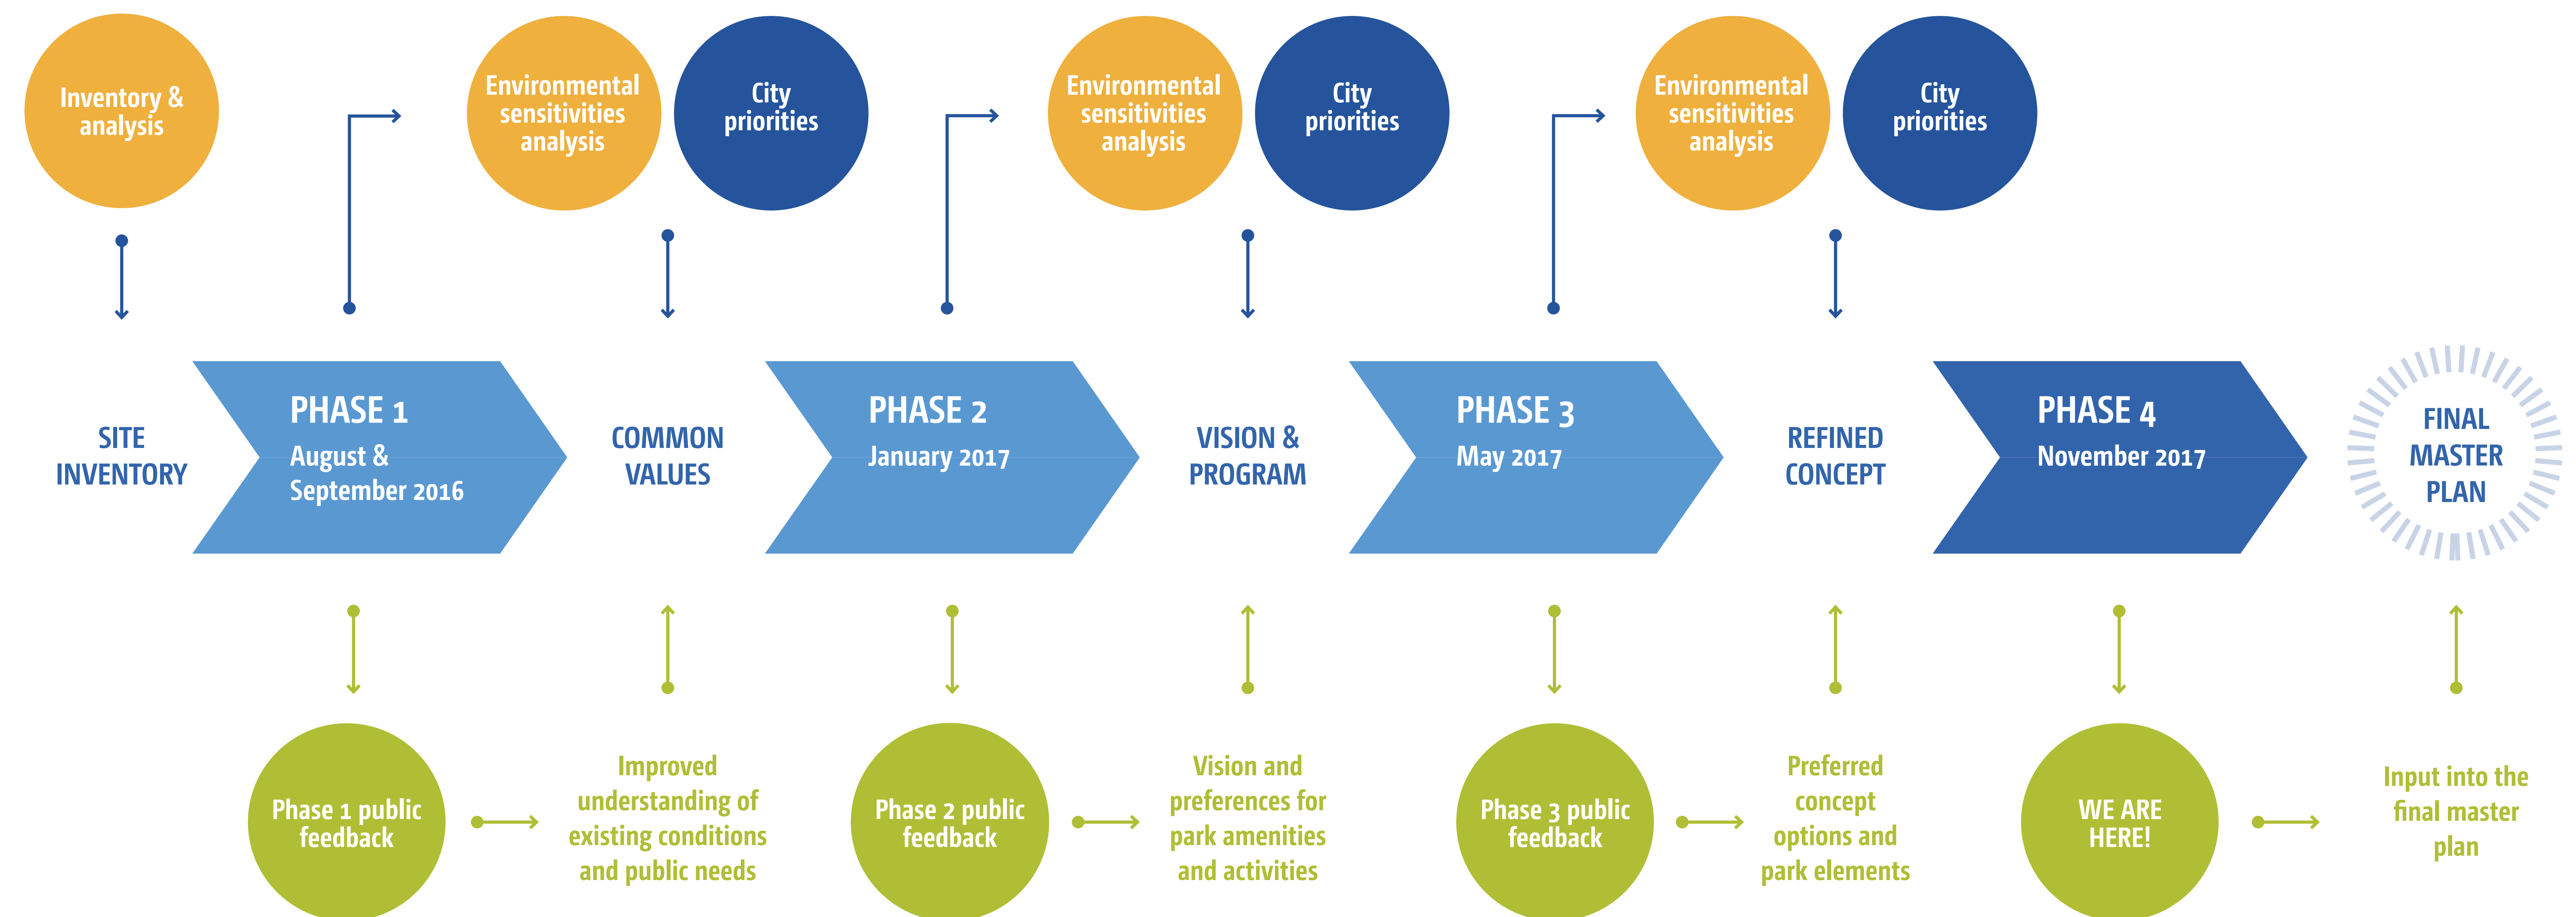 Inventory &
analysis
Environmental
sensitivities
analysis
City
priorities
Environmental
sensitivities
analysis
City
priorities
Environmental
sensitivities
analysis
City
priorities
SITE
INVENTORY
PHASE 1
August &
September 2016
COMMON
VALUES
PHASE 2
January 2017
VISION &
PROGRAM
PHASE 3
May 2017
REFINED
CONCEPT
PHASE 4
November 2017
FINAL
MASTER
PLAN
Phase 1 public
feedback
Improved
understanding of
existing conditions
and public needs
Phase 2 public
feedback
Vision and
preferences for
park amenities
and activities
Phase 3 public
feedback
Preferred
concept
options and
park elements
WE ARE
HERE!
Input into the
final master
plan